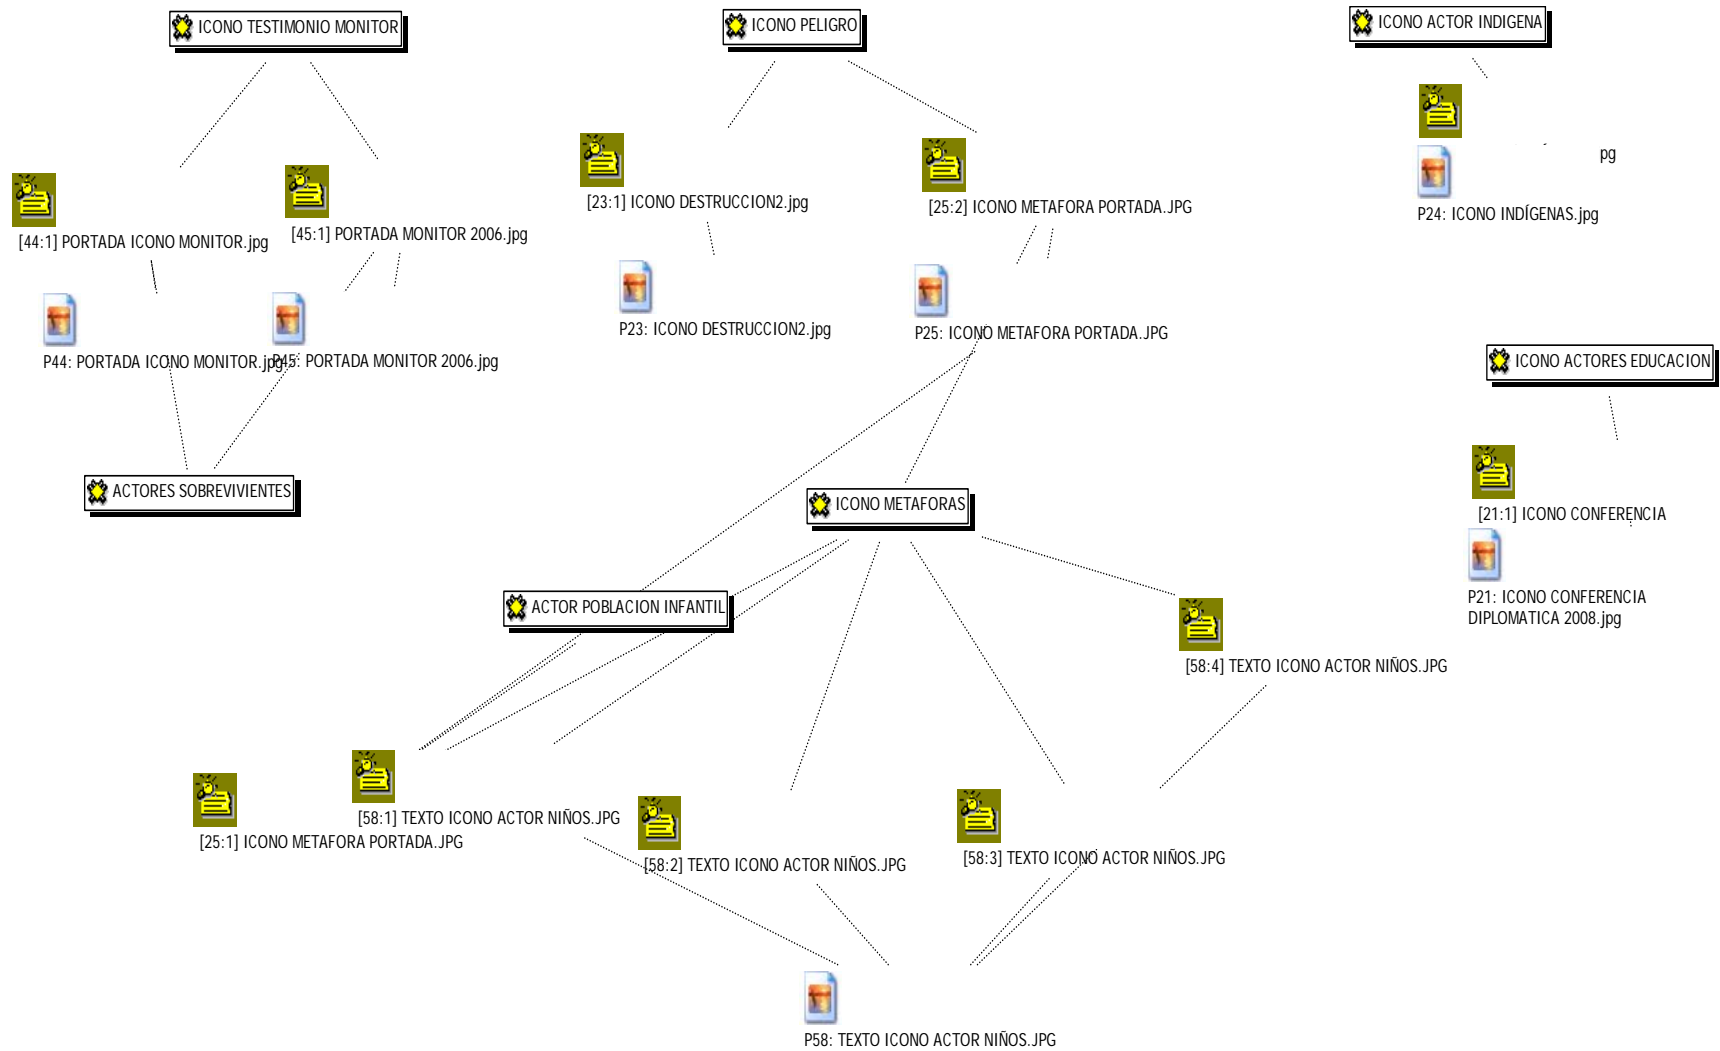 ICONO TESTIMONIO MONITOR
ICONO PELIGRO
ICONO ACTOR INDIGENA
pg
[23:1] ICONO DESTRUCCION2.jpg
[25:2] ICONO METAFORA PORTADA.JPG
P24: ICONO INDÍGENAS.jpg
[44:1] PORTADA ICONO MONITOR.jpg
[45:1] PORTADA MONITOR 2006.jpg
P23: ICONO DESTRUCCION2.jpg
P25: ICONO METAFORA PORTADA.JPG
P44: PORTADA ICONO MONITOR.jpg
P45: PORTADA MONITOR 2006.jpg
ICONO ACTORES EDUCACION
ACTORES SOBREVIVIENTES
ICONO METAFORAS
[21:1] ICONO CONFERENCIA
P21: ICONO CONFERENCIA
DIPLOMATICA 2008.jpg
ACTOR POBLACION INFANTIL
[58:4] TEXTO ICONO ACTOR NIÑOS.JPG
[58:1] TEXTO ICONO ACTOR NIÑOS.JPG
[25:1] ICONO METAFORA PORTADA.JPG
[58:2] TEXTO ICONO ACTOR NIÑOS.JPG
[58:3] TEXTO ICONO ACTOR NIÑOS.JPG
P58: TEXTO ICONO ACTOR NIÑOS.JPG